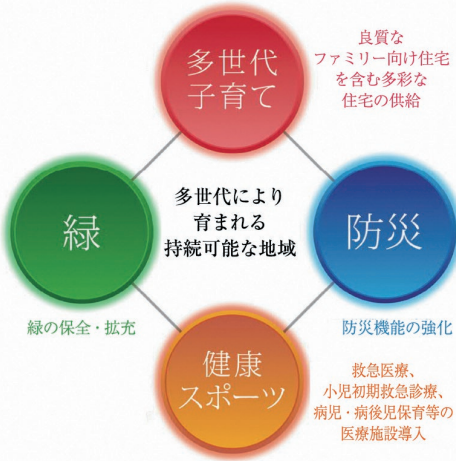 多世代
子育て
良質な
ファミリー向け住宅
を含む多彩な
住宅の供給
緑
多世代により
育まれる
持続可能な地域
防災
緑の保全・拡充
防災機能の強化
健康
スポーツ
救急医療、
小児初期救急診療、
病児・病後児保育等の
医療施設導入